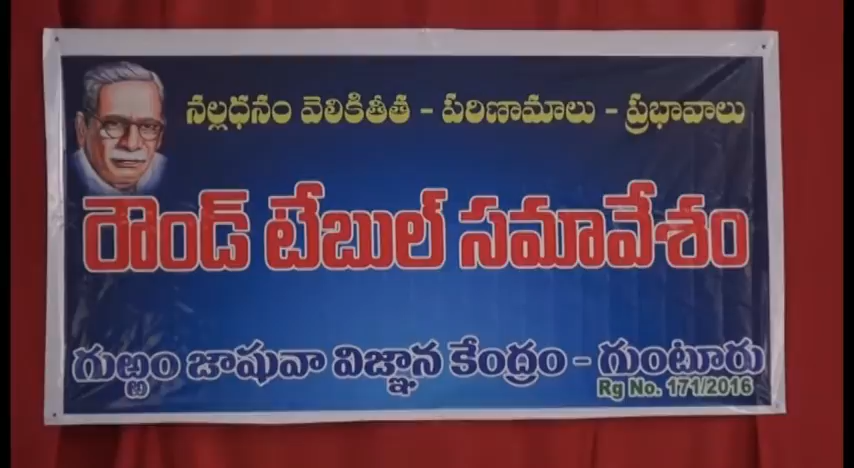 నల్లధనం వెలికితీత - పరిణామాలు - ప్రభావాలు
రౌండ్ టేబుల్ సమావేశం
గుఱ్ఱం జాషువా విజ్ఞాన కేంద్రం - గుంటూరు
Rg No. 171/2016